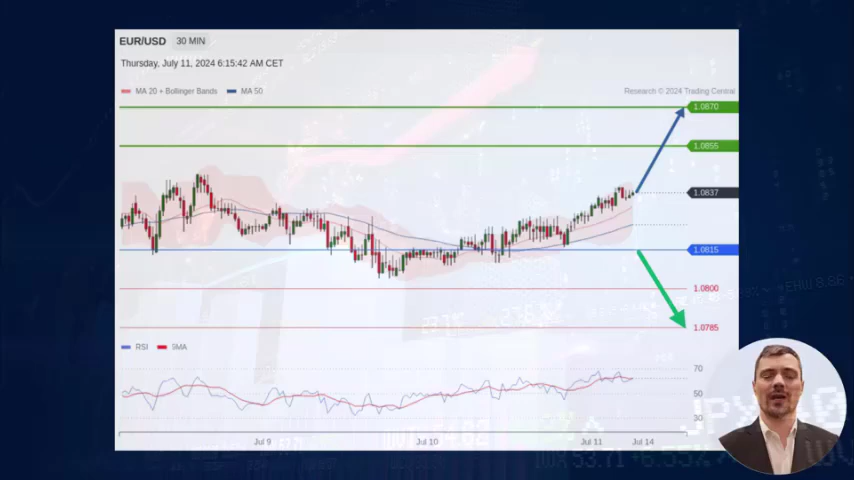 EUR/USD 30 MIN
Thursday, July 11, 2024 6:15:42 AM CET
MA 20 + Bollinger Bands MA 50
Research © 2024 Trading Central
1.0870
1.0855
1.0837
1.0815
1.0800
1.0785
RSI 9MA
70
50
30
Jul 9 Jul 10 Jul 11 Jul 14